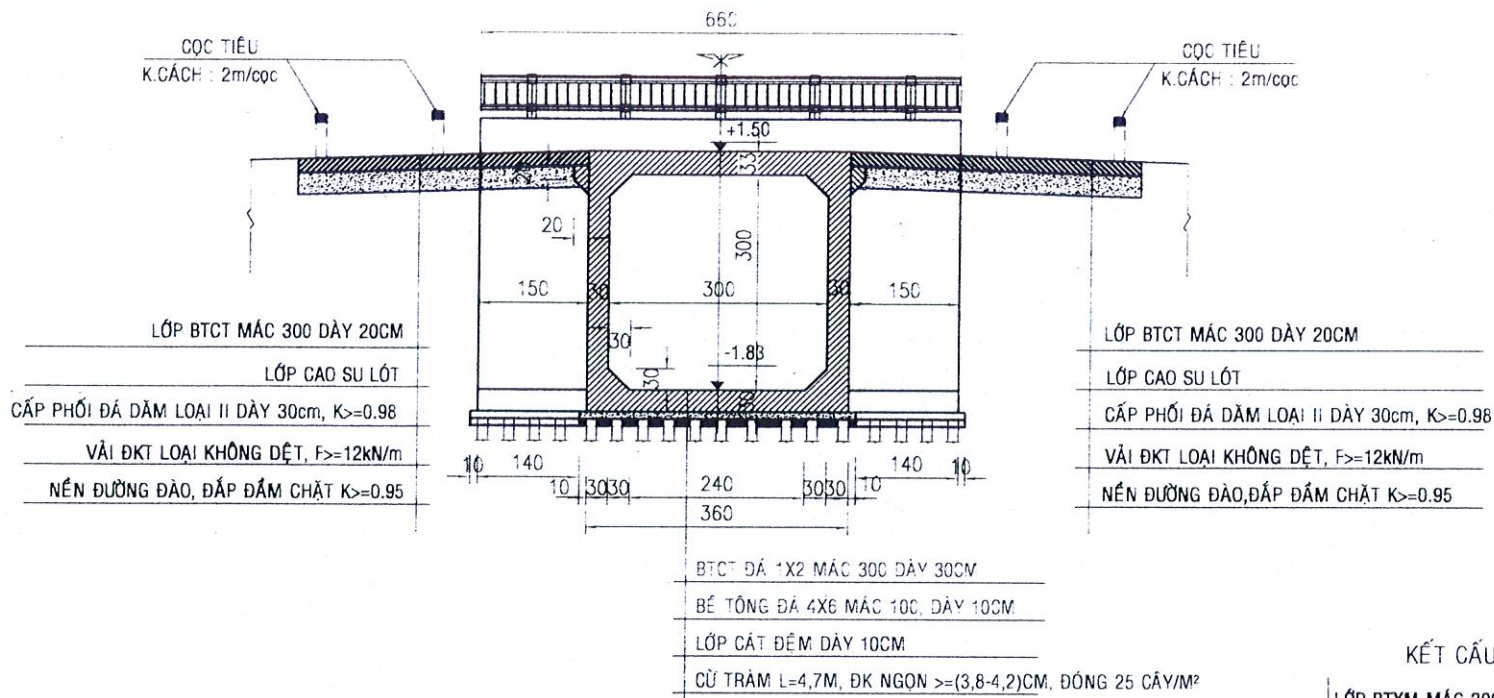 660
CỌC TIÊU
K.CÁCH : 2m/cọc
CỌC TIÊU
K.CÁCH : 2m/cọc
+1.50
33
20
20
300
150
30
300
30
150
30
-1.83
30
30
LỚP BTCT MÁC 300 DÀY 20CM
LỚP CAO SU LÓT
CẤP PHỐI ĐÁ DĂM LOẠI II DÀY 30cm, K>=0.98
VẢI ĐKT LOẠI KHÔNG DỆT, F>=12kN/m
NỀN ĐƯỜNG ĐÀO, ĐẮP ĐẦM CHẶT K>=0.95
LỚP BTCT MÁC 300 DÀY 20CM
LỚP CAO SU LÓT
CẤP PHỐI ĐÁ DĂM LOẠI II DÀY 30cm, K>=0.98
VẢI ĐKT LOẠI KHÔNG DỆT, F>=12kN/m
NỀN ĐƯỜNG ĐÀO,ĐẮP ĐẦM CHẶT K>=0.95
10 140 10 30 30 240 30 30 10 140 10
360
BTCT ĐÁ 1X2 MÁC 300 DÀY 30CM
BÊ TÔNG ĐÁ 4X6 MÁC 100, DÀY 10CM
LỚP CÁT ĐỆM DÀY 10CM
CỪ TRÀM L=4,7M, ĐK NGỌN >=(3,8-4,2)CM, ĐÓNG 25 CÂY/M²
KẾT CẤU
LỚP BTXM MÁC